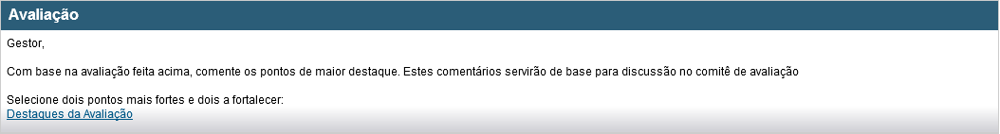 Avaliação
Gestor,
Com base na avaliação feita acima, comente os pontos de maior destaque. Estes comentários servirão de base para discussão no comitê de avaliação
Selecione dois pontos mais fortes e dois a fortalecer:
Destaques da Avaliação